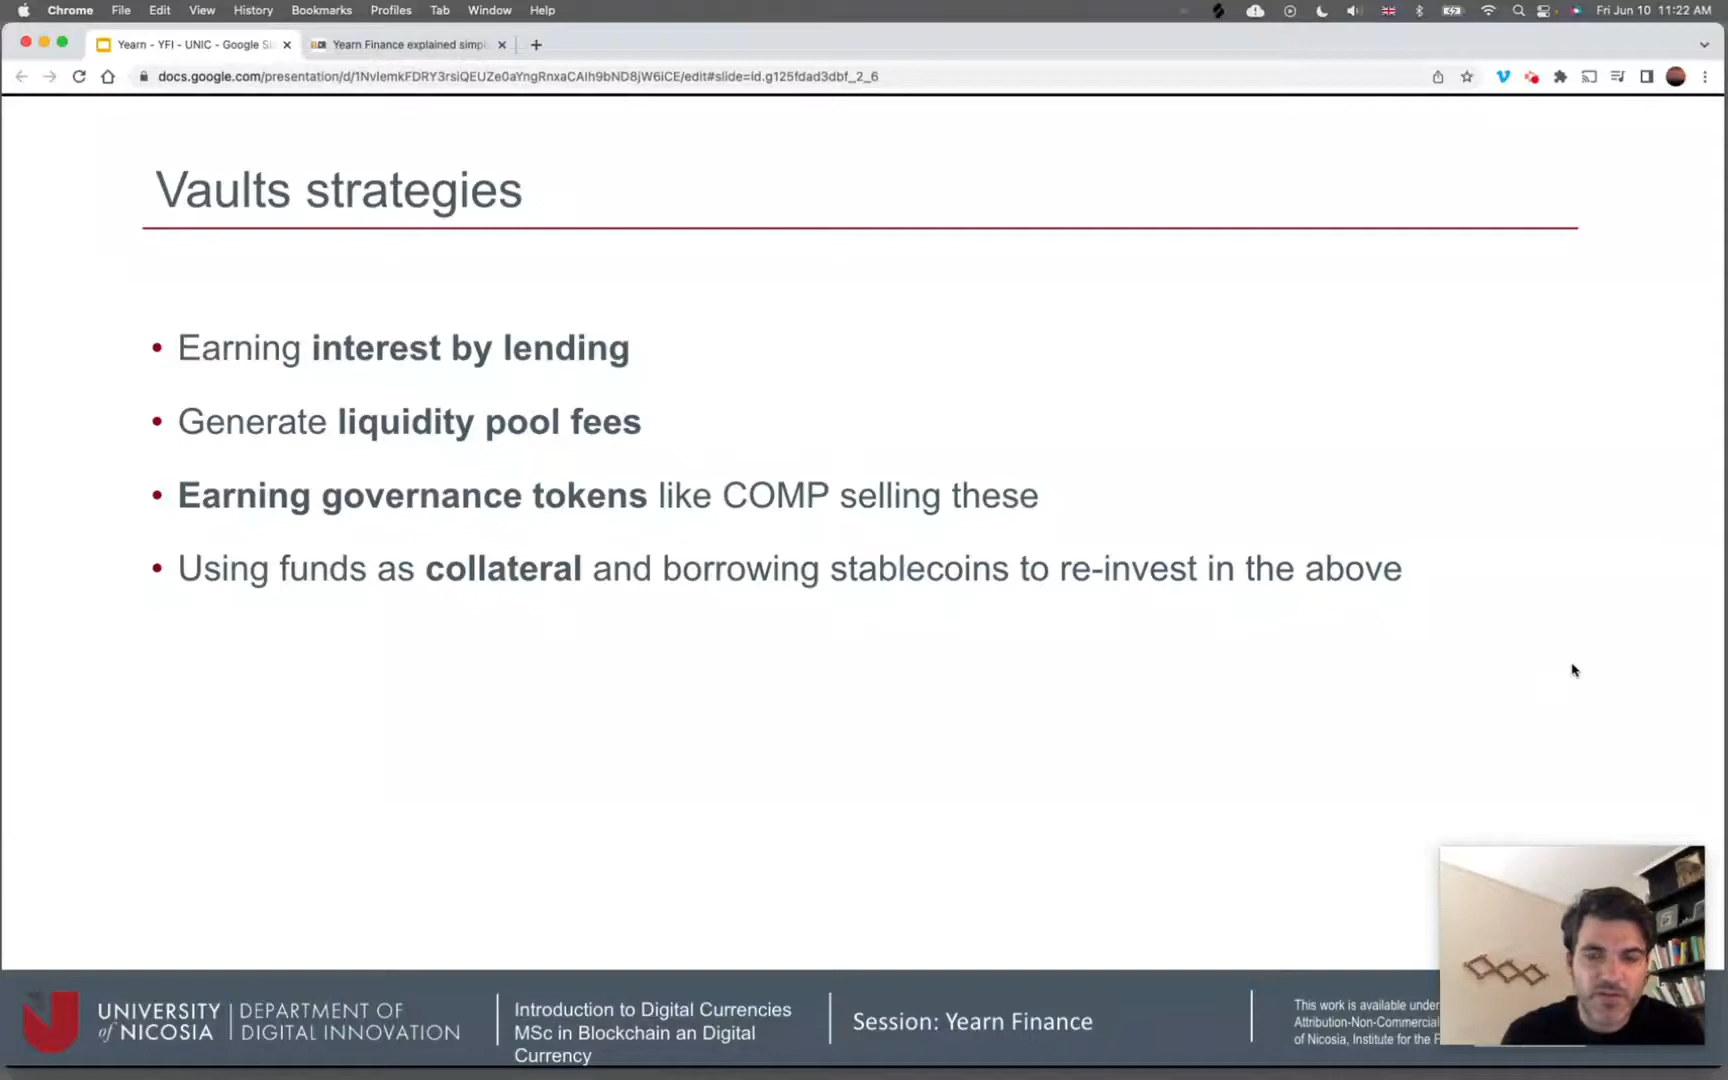 Chrome File Edit View History Bookmarks Profiles Tab Window Help Fri Jun 10 11:22 AM
Yearn - YFI - UNIC - Google Sl Yearn Finance explained simpl
docs.google.com/presentation/d/ /edit#slide=id.g125fdad3dbf_2_6
Vaults strategies
• Earning interest by lending
• Generate liquidity pool fees
• Earning governance tokens like COMP selling these
• Using funds as collateral and borrowing stablecoins to re-invest in the above
UNIVERSITY of NICOSIA
DEPARTMENT OF DIGITAL INNOVATION
Introduction to Digital Currencies
MSc in Blockchain an Digital
Currency
Session: Yearn Finance
This work is available under
Attribution-Non-Commercial
of Nicosia, Institute for the F